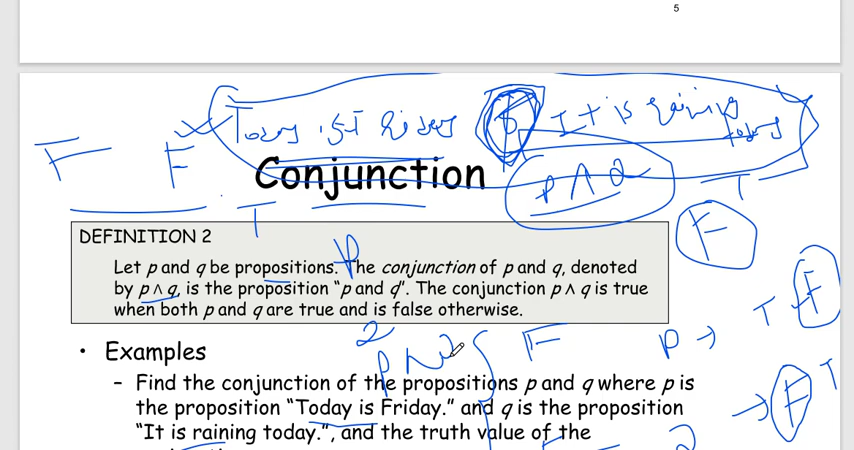 5
Today is Friday It is raining
today
F F
Conjunction
p ∧ q
T
T
F
DEFINITION 2
Let p and q be propositions. The conjunction of p and q, denoted
by p ∧ q, is the proposition "p and q". The conjunction p ∧ q is true
when both p and q are true and is false otherwise.
p
T F
2
p ∧ q
F
p →
• Examples
– Find the conjunction of the propositions p and q where p is
the proposition "Today is Friday." and q is the proposition
"It is raining today.", and the truth value of the
→ F T
F
2